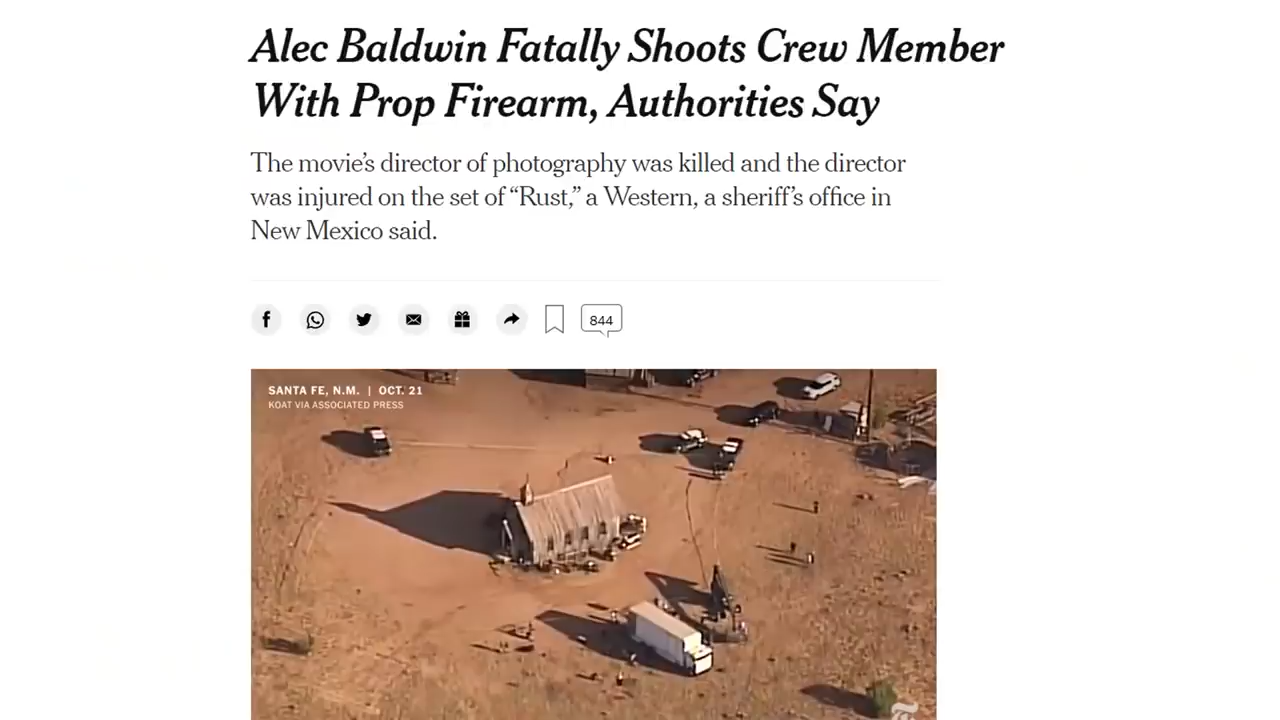 Alec Baldwin Fatally Shoots Crew Member
With Prop Firearm, Authorities Say
The movie’s director of photography was killed and the director
was injured on the set of “Rust,” a Western, a sheriff’s office in
New Mexico said.
844
SANTA FE, N.M. | OCT. 21
KOAT VIA ASSOCIATED PRESS